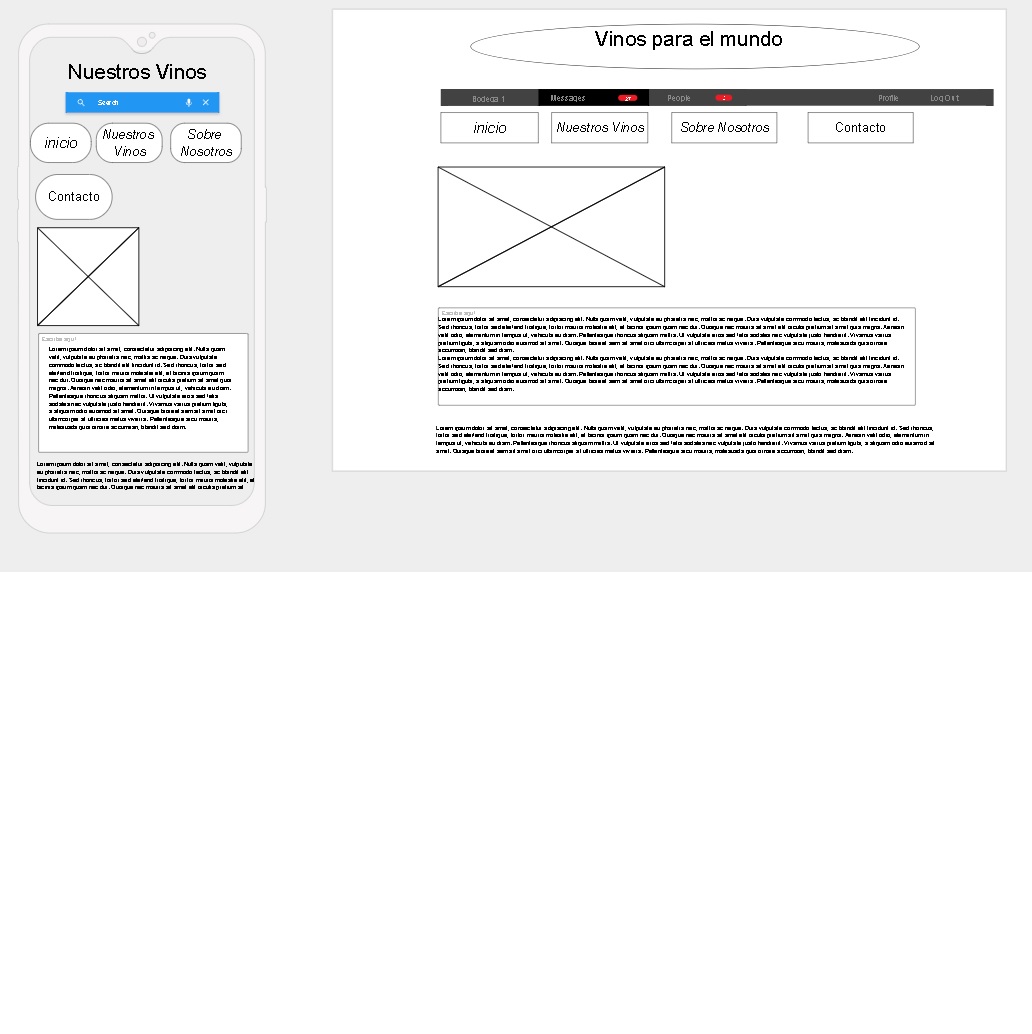 Nuestros Vinos
Search
inicio
Nuestros
Vinos
Sobre
Nosotros
Contacto
Escribe aquí
Lorem ipsum dolor sit amet, consectetur adipiscing elit. Nulla quam
velit, vulputate eu pharetra nec, mattis ac neque. Duis vulputate
commodo lectus, ac blandit elit tincidunt id. Sed rhoncus, tortor sed
eleifend tristique, tortor mauris molestie elit, et lacinia ipsum quam
nec dui. Quisque nec mauris sit amet elit iaculis pretium sit amet quis
magna. Aenean velit odio, elementum in tempus ut, vehicula eu diam.
Pellentesque rhoncus aliquam mattis. Ut vulputate eros sed felis
sodales nec vulputate justo hendrerit. Vivamus varius pretium ligula,
a aliquam odio euismod sit amet. Quisque laoreet sem sit amet orci
ullamcorper at ultricies metus viverra. Pellentesque arcu mauris,
malesuada quis ornare accumsan, blandit sed diam.
Lorem ipsum dolor sit amet, consectetur adipiscing elit. Nulla quam velit, vulputate
eu pharetra nec, mattis ac neque. Duis vulputate commodo lectus, ac blandit elit
tincidunt id. Sed rhoncus, tortor sed eleifend tristique, tortor mauris molestie elit, et
lacinia ipsum quam nec dui. Quisque nec mauris sit amet elit iaculis pretium sit
Vinos para el mundo
Bodega 1
Messages
People
Profile
Log Out
inicio
Nuestros Vinos
Sobre Nosotros
Contacto
Escribe aquí
Lorem ipsum dolor sit amet, consectetur adipiscing elit. Nulla quam velit, vulputate eu pharetra nec, mattis ac neque. Duis vulputate commodo lectus, ac blandit elit tincidunt id.
Sed rhoncus, tortor sed eleifend tristique, tortor mauris molestie elit, et lacinia ipsum quam nec dui. Quisque nec mauris sit amet elit iaculis pretium sit amet quis magna. Aenean
velit odio, elementum in tempus ut, vehicula eu diam. Pellentesque rhoncus aliquam mattis. Ut vulputate eros sed felis sodales nec vulputate justo hendrerit. Vivamus varius
pretium ligula, a aliquam odio euismod sit amet. Quisque laoreet sem sit amet orci ullamcorper at ultricies metus viverra. Pellentesque arcu mauris, malesuada quis ornare
accumsan, blandit sed diam.
Lorem ipsum dolor sit amet, consectetur adipiscing elit. Nulla quam velit, vulputate eu pharetra nec, mattis ac neque. Duis vulputate commodo lectus, ac blandit elit tincidunt id.
Sed rhoncus, tortor sed eleifend tristique, tortor mauris molestie elit, et lacinia ipsum quam nec dui. Quisque nec mauris sit amet elit iaculis pretium sit amet quis magna. Aenean
velit odio, elementum in tempus ut, vehicula eu diam. Pellentesque rhoncus aliquam mattis. Ut vulputate eros sed felis sodales nec vulputate justo hendrerit. Vivamus varius
pretium ligula, a aliquam odio euismod sit amet. Quisque laoreet sem sit amet orci ullamcorper at ultricies metus viverra. Pellentesque arcu mauris, malesuada quis ornare
accumsan, blandit sed diam.
Lorem ipsum dolor sit amet, consectetur adipiscing elit. Nulla quam velit, vulputate eu pharetra nec, mattis ac neque. Duis vulputate commodo lectus, ac blandit elit tincidunt id. Sed rhoncus,
tortor sed eleifend tristique, tortor mauris molestie elit, et lacinia ipsum quam nec dui. Quisque nec mauris sit amet elit iaculis pretium sit amet quis magna. Aenean velit odio, elementum in
tempus ut, vehicula eu diam. Pellentesque rhoncus aliquam mattis. Ut vulputate eros sed felis sodales nec vulputate justo hendrerit. Vivamus varius pretium ligula, a aliquam odio euismod sit
amet. Quisque laoreet sem sit amet orci ullamcorper at ultricies metus viverra. Pellentesque arcu mauris, malesuada quis ornare accumsan, blandit sed diam.